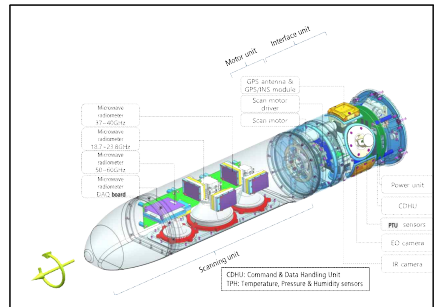 Motor unit
Interface unit
GPS antenna &
GPS/INS module
Scan motor
driver
Scan motor
Microwave
radiometer
37~40GHz
Microwave
radiometer
18.7~23.8GHz
Microwave
radiometer
50~60GHz
Microwave
radiometer
DAQ board
Power unit
CDHU
PTU sensors
EO camera
IR camera
Scanning unit
CDHU: Command & Data Handling Unit
TPH: Temperature, Pressure & Humidity sensors